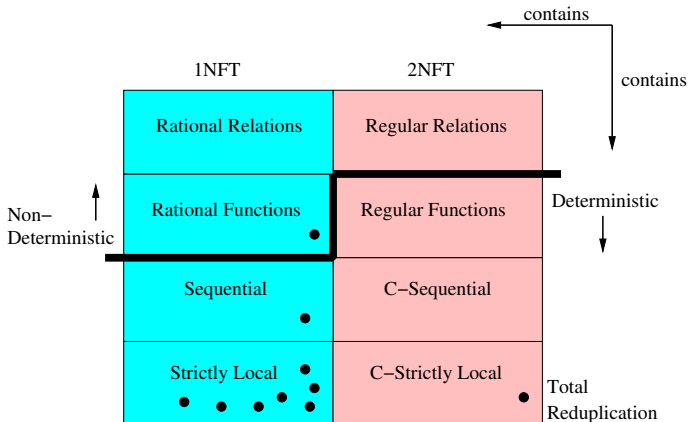 contains
contains
1NFT
2NFT
Rational Relations
Regular Relations
Non−
Deterministic
Rational Functions
Regular Functions
Deterministic
Sequential
C−Sequential
Strictly Local
C−Strictly Local
Total
Reduplication